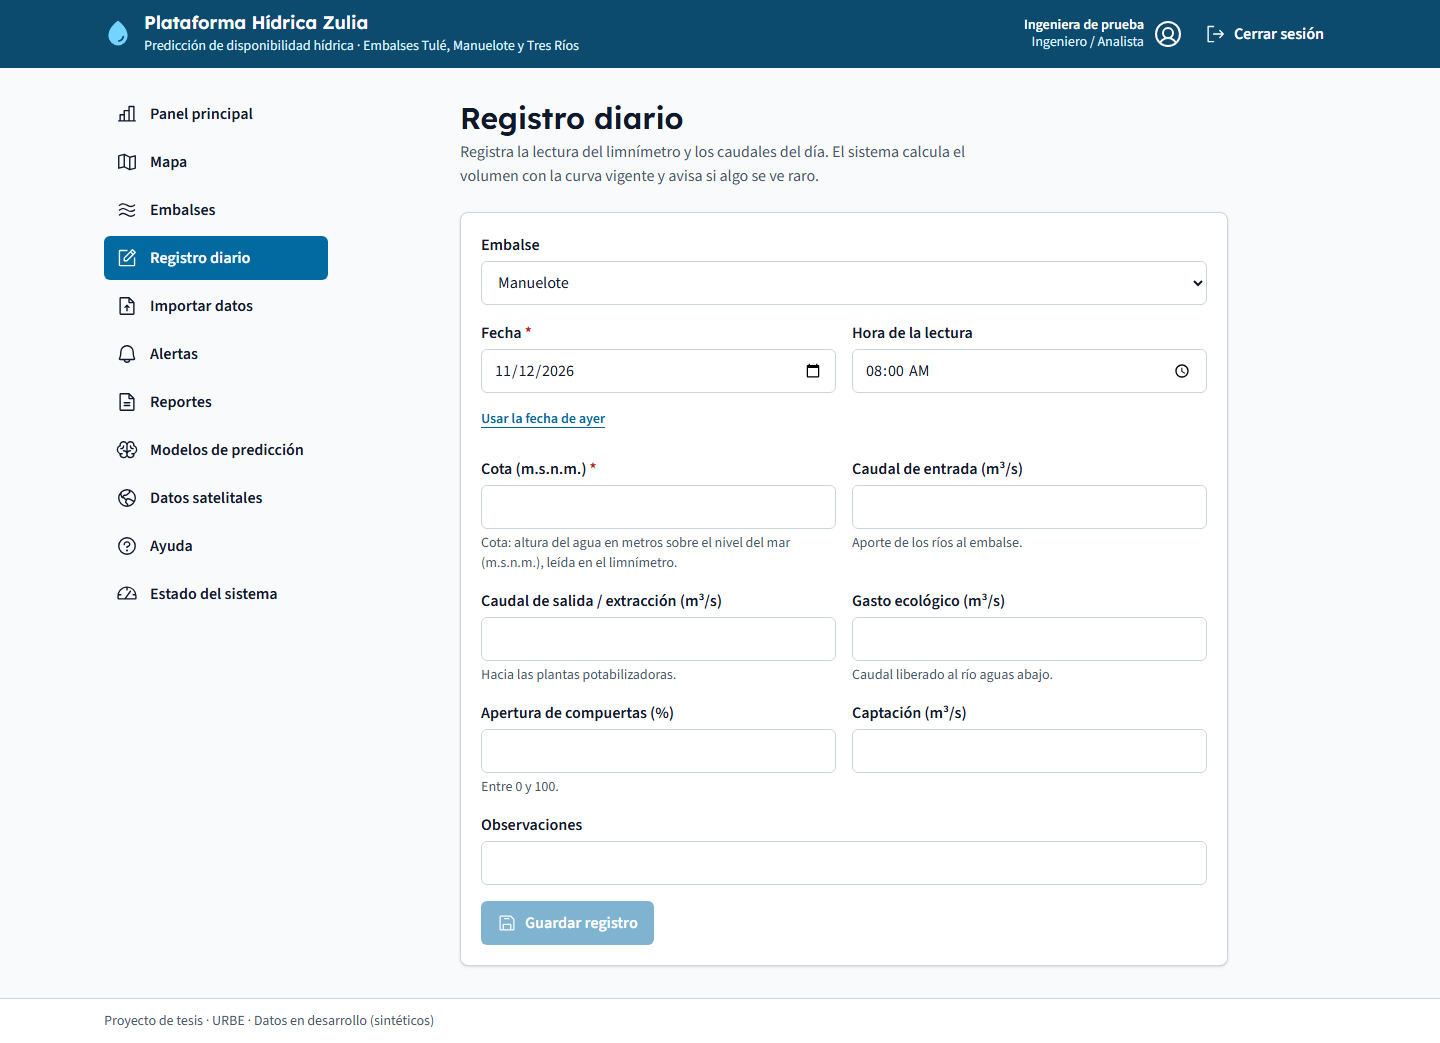 Plataforma Hídrica Zulia
Predicción de disponibilidad hídrica · Embalses Tulé, Manuelote y Tres Ríos
Ingeniera de prueba
Ingeniero / Analista
Cerrar sesión
Panel principal
Mapa
Embalses
Registro diario
Importar datos
Alertas
Reportes
Modelos de predicción
Datos satelitales
Ayuda
Estado del sistema
Registro diario
Registra la lectura del limnímetro y los caudales del día. El sistema calcula el
volumen con la curva vigente y avisa si algo se ve raro.
Embalse
Manuelote
Fecha *
11/12/2026
Hora de la lectura
08:00 AM
Usar la fecha de ayer
Cota (m.s.n.m.) *
Cota: altura del agua en metros sobre el nivel del mar
(m.s.n.m.), leída en el limnímetro.
Caudal de entrada (m³/s)
Aporte de los ríos al embalse.
Caudal de salida / extracción (m³/s)
Hacia las plantas potabilizadoras.
Gasto ecológico (m³/s)
Caudal liberado al río aguas abajo.
Apertura de compuertas (%)
Entre 0 y 100.
Captación (m³/s)
Observaciones
Guardar registro
Proyecto de tesis · URBE · Datos en desarrollo (sintéticos)